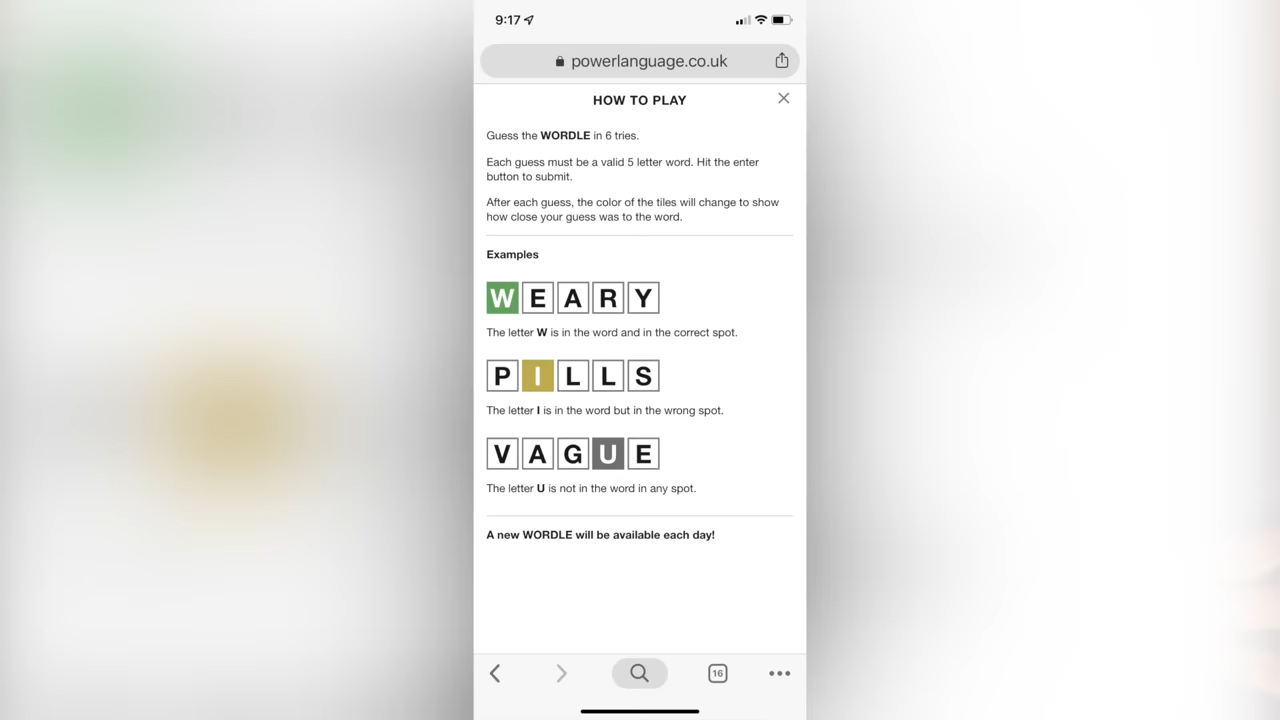 9:17
powerlanguage.co.uk
HOW TO PLAY
Guess the WORDLE in 6 tries.
Each guess must be a valid 5 letter word. Hit the enter
button to submit.
After each guess, the color of the tiles will change to show
how close your guess was to the word.
Examples
WEARY
The letter W is in the word and in the correct spot.
PILLS
The letter I is in the word but in the wrong spot.
VAGUE
The letter U is not in the word in any spot.
A new WORDLE will be available each day!
16